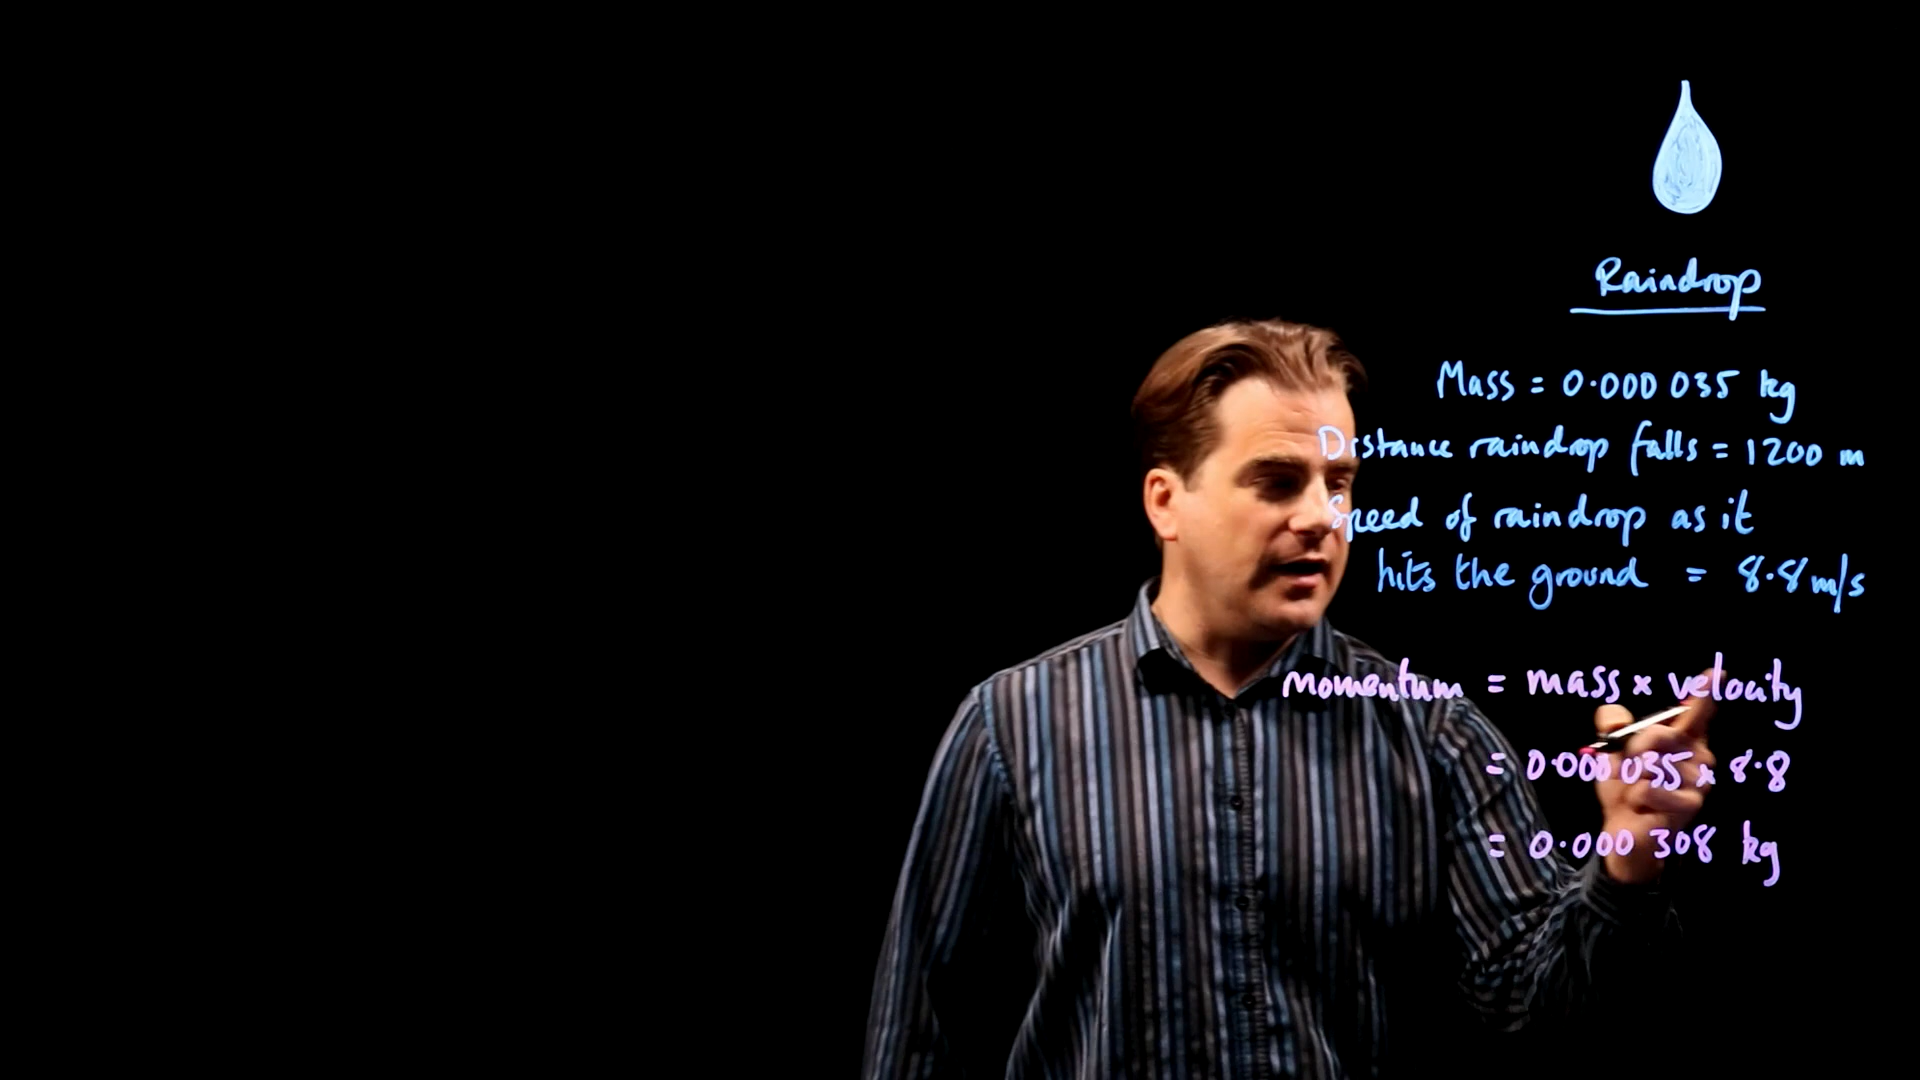 Raindrop
Mass = 0.000 035 kg
Distance raindrop falls = 1200 m
Speed of raindrop as it
hits the ground = 8.8 m/s
momentum = mass x velocity
= 0.000 035 x 8.8
= 0.000 308 kg